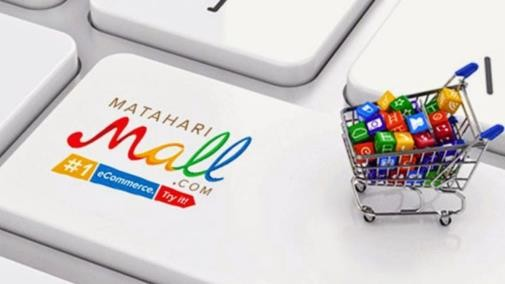 MATAHARI
Mall
.COM
#1 eCommerce. Try it!